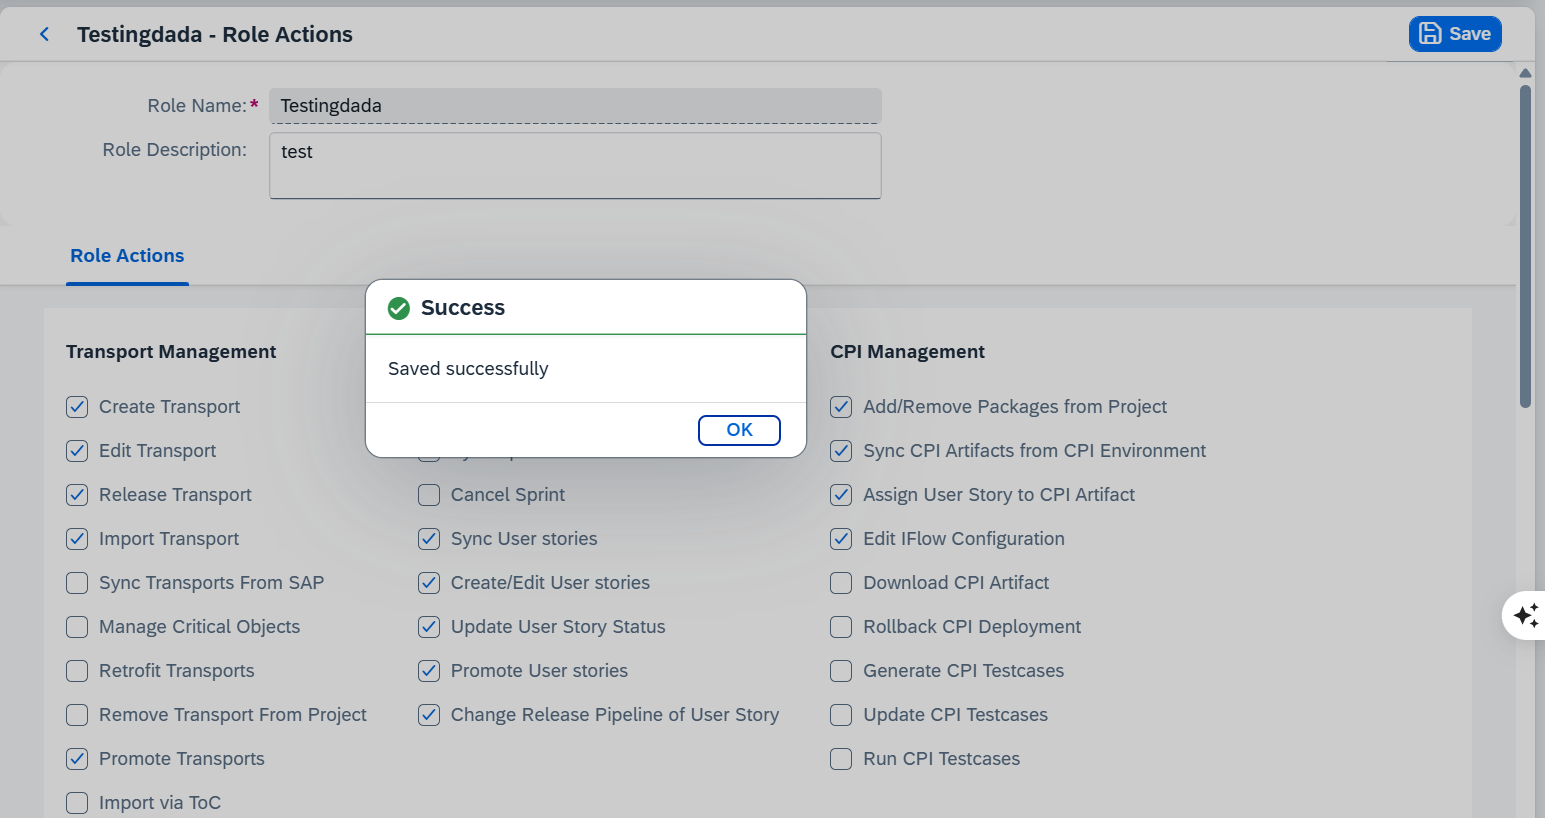 Testingdada - Role Actions
Save
Role Name:*
Testingdada
Role Description:
test
Role Actions
Success
Saved successfully
OK
Transport Management
Create Transport
Edit Transport
Release Transport
Import Transport
Sync Transports From SAP
Manage Critical Objects
Retrofit Transports
Remove Transport From Project
Promote Transports
Import via ToC
Cancel Sprint
Sync User stories
Create/Edit User stories
Update User Story Status
Promote User stories
Change Release Pipeline of User Story
CPI Management
Add/Remove Packages from Project
Sync CPI Artifacts from CPI Environment
Assign User Story to CPI Artifact
Edit IFlow Configuration
Download CPI Artifact
Rollback CPI Deployment
Generate CPI Testcases
Update CPI Testcases
Run CPI Testcases